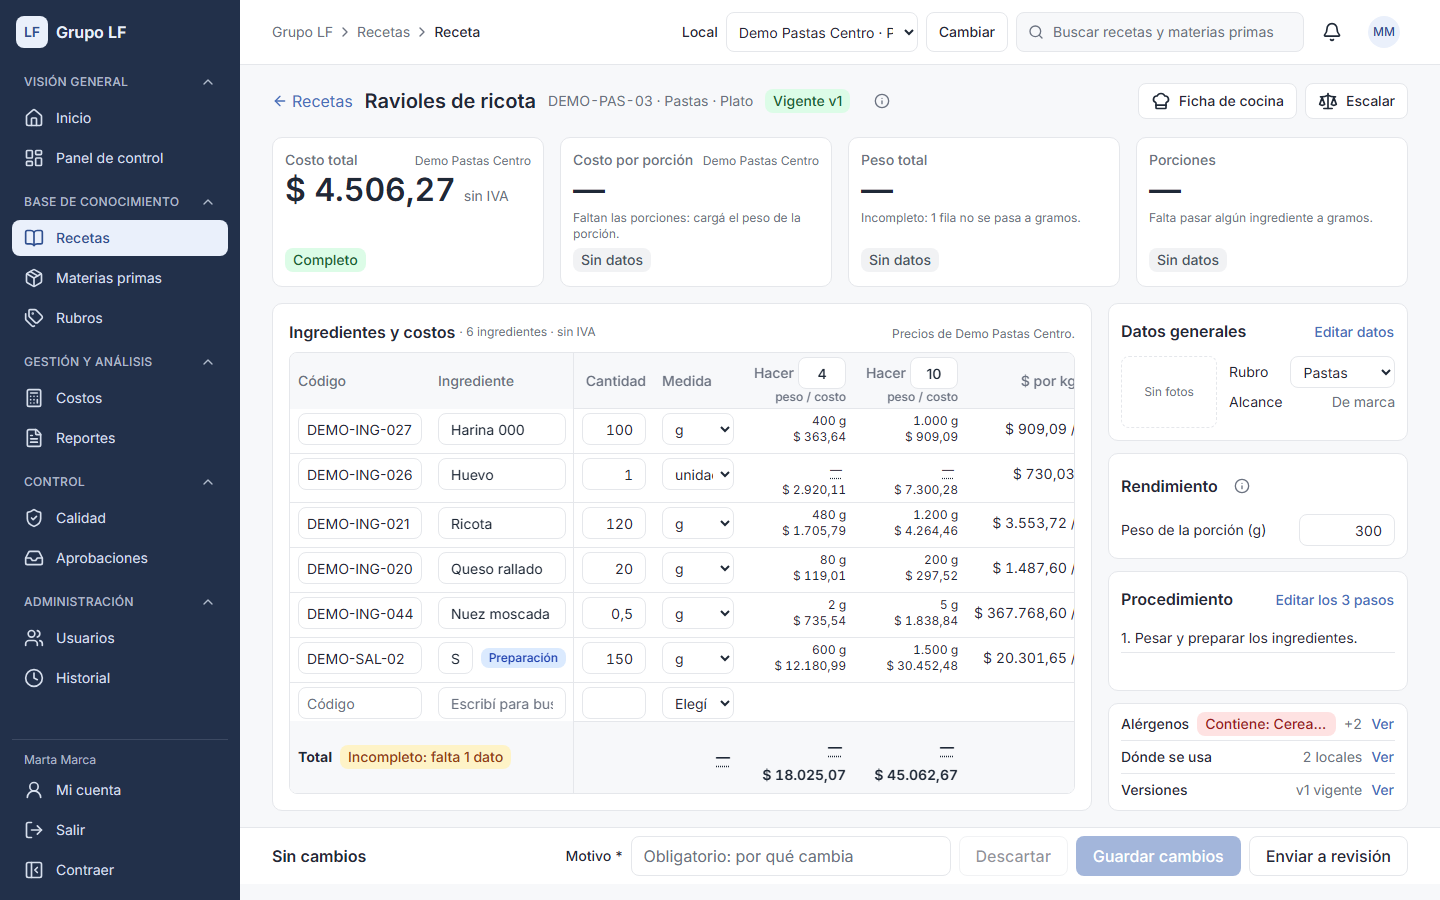 LF Grupo LF
VISIÓN GENERAL
Inicio
Panel de control
BASE DE CONOCIMIENTO
Recetas
Materias primas
Rubros
GESTIÓN Y ANÁLISIS
Costos
Reportes
CONTROL
Calidad
Aprobaciones
ADMINISTRACIÓN
Usuarios
Historial
Marta Marca
Mi cuenta
Salir
Contraer
Grupo LF > Recetas > Receta
Local Demo Pastas Centro · P Cambiar Buscar recetas y materias primas MM
← Recetas Ravioles de ricota DEMO-PAS-03 · Pastas · Plato Vigente v1
Ficha de cocina Escalar
Costo total Demo Pastas Centro
$ 4.506,27 sin IVA
Completo
Costo por porción Demo Pastas Centro
—
Faltan las porciones: cargá el peso de la
porción.
Sin datos
Peso total
—
Incompleto: 1 fila no se pasa a gramos.
Sin datos
Porciones
—
Falta pasar algún ingrediente a gramos.
Sin datos
Ingredientes y costos · 6 ingredientes · sin IVA Precios de Demo Pastas Centro.
Código Ingrediente Cantidad Medida Hacer 4 Hacer 10 $ por kg
peso / costo peso / costo
DEMO-ING-027 Harina 000 100 g 400 g 1.000 g $ 909,09 /
$ 363,64 $ 909,09
DEMO-ING-026 Huevo 1 unidad — — $ 730,03
$ 2.920,11 $ 7.300,28
DEMO-ING-021 Ricota 120 g 480 g 1.200 g $ 3.553,72 /
$ 1.705,79 $ 4.264,46
DEMO-ING-020 Queso rallado 20 g 80 g 200 g $ 1.487,60 /
$ 119,01 $ 297,52
DEMO-ING-044 Nuez moscada 0,5 g 2 g 5 g $ 367.768,60 /
$ 735,54 $ 1.838,84
DEMO-SAL-02 S Preparación 150 g 600 g 1.500 g $ 20.301,65 /
$ 12.180,99 $ 30.452,48
Código Escribí para bus Elegí
Total Incompleto: falta 1 dato — — —
$ 18.025,07 $ 45.062,67
Datos generales Editar datos
Sin fotos
Rubro Pastas
Alcance De marca
Rendimiento
Peso de la porción (g) 300
Procedimiento Editar los 3 pasos
1. Pesar y preparar los ingredientes.
Alérgenos Contiene: Cerea... +2 Ver
Dónde se usa 2 locales Ver
Versiones v1 vigente Ver
Sin cambios Motivo * Obligatorio: por qué cambia Descartar Guardar cambios Enviar a revisión